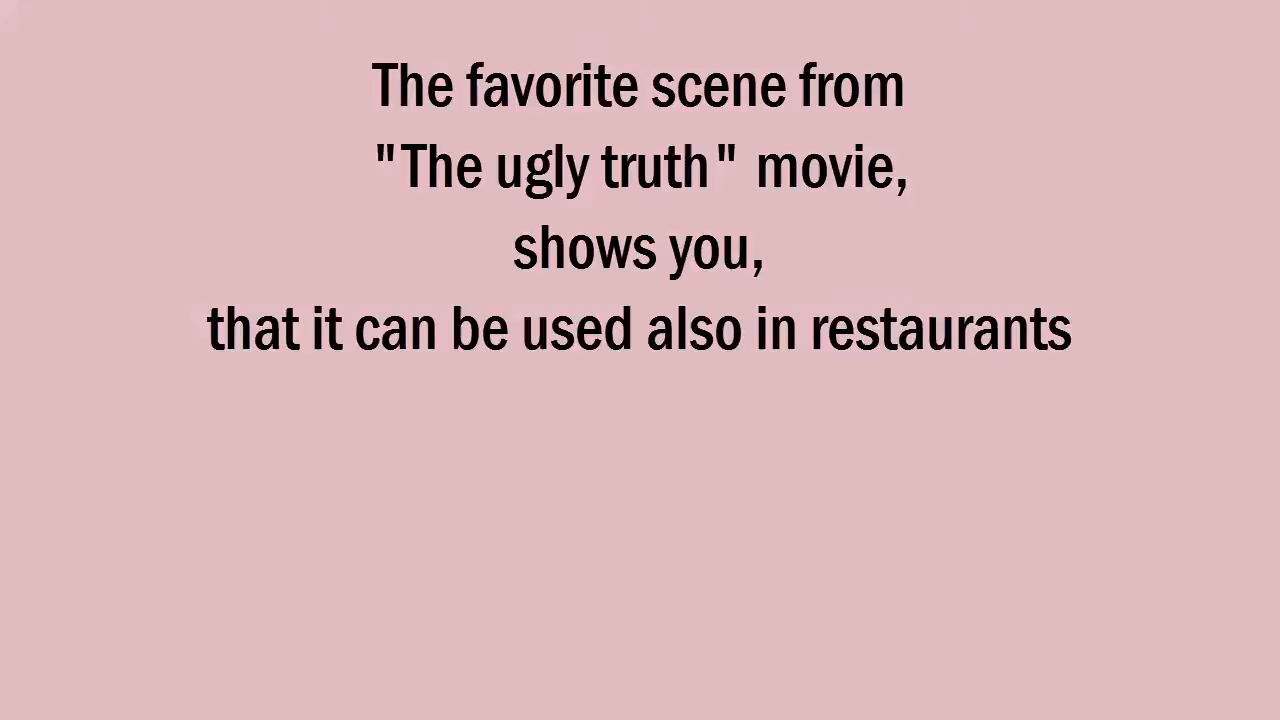 The favorite scene from
"The ugly truth" movie,
shows you,
that it can be used also in restaurants